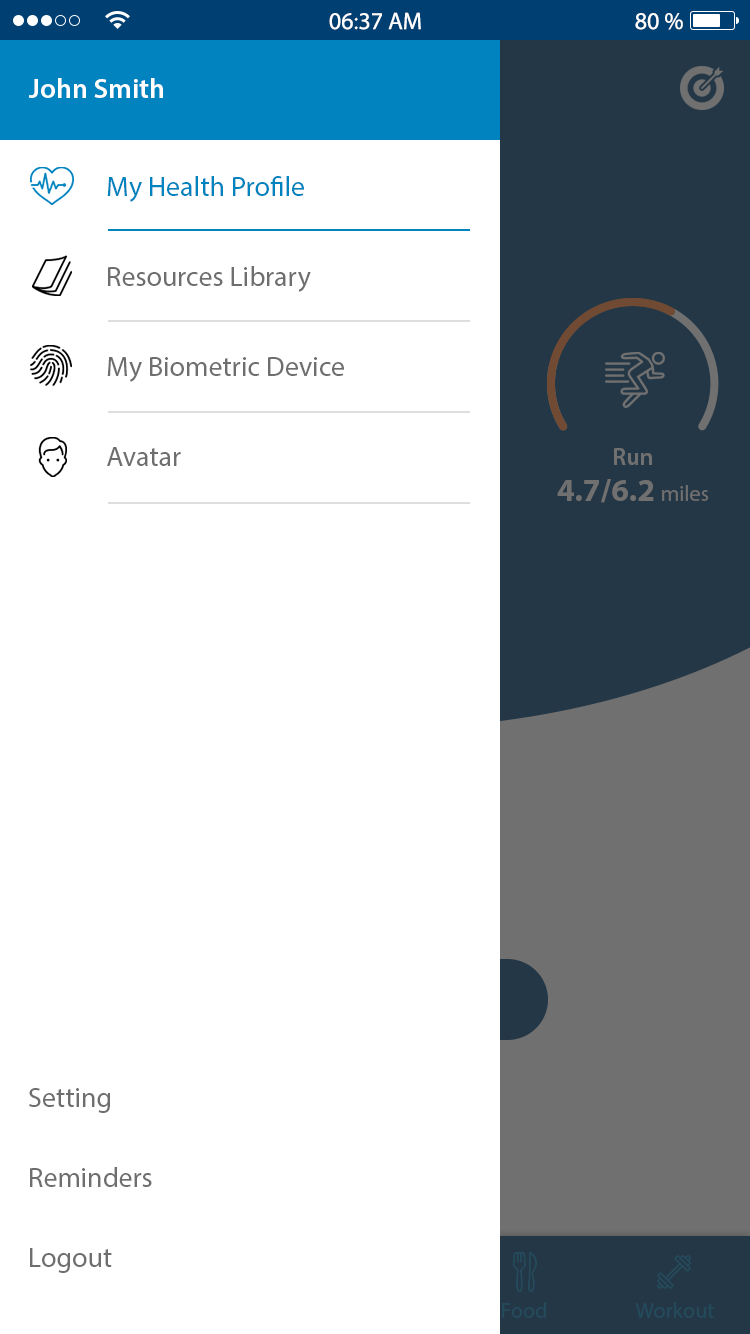 06:37 AM
80 %
John Smith
My Health Profile
Resources Library
My Biometric Device
Avatar
Run
4.7/6.2 miles
Setting
Reminders
Logout
Food
Workout